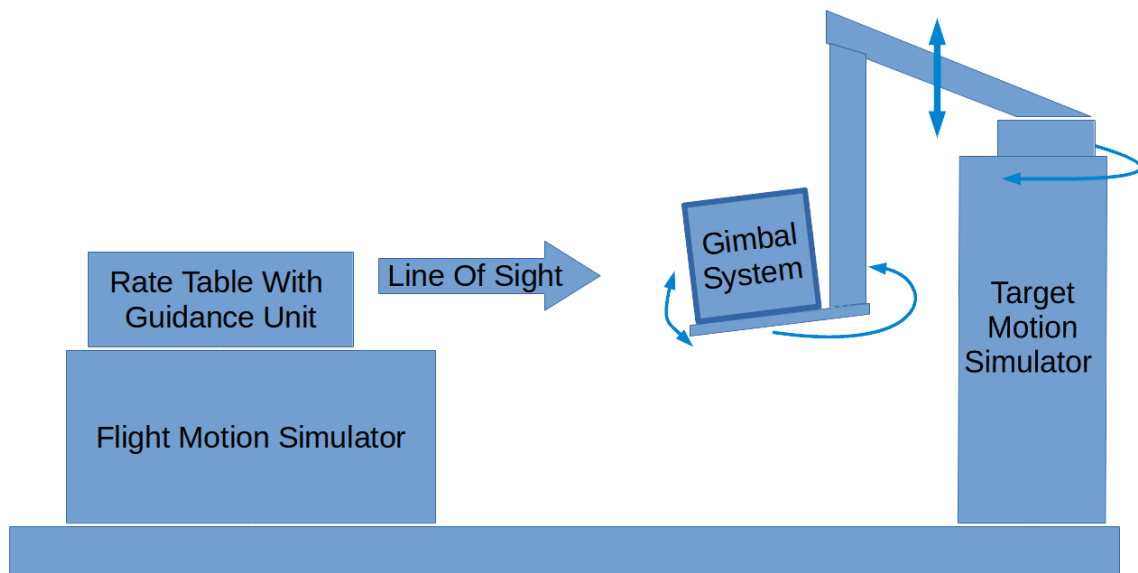 Rate Table With
Guidance Unit
Line Of Sight
Gimbal
System
Flight Motion Simulator
Target
Motion
Simulator